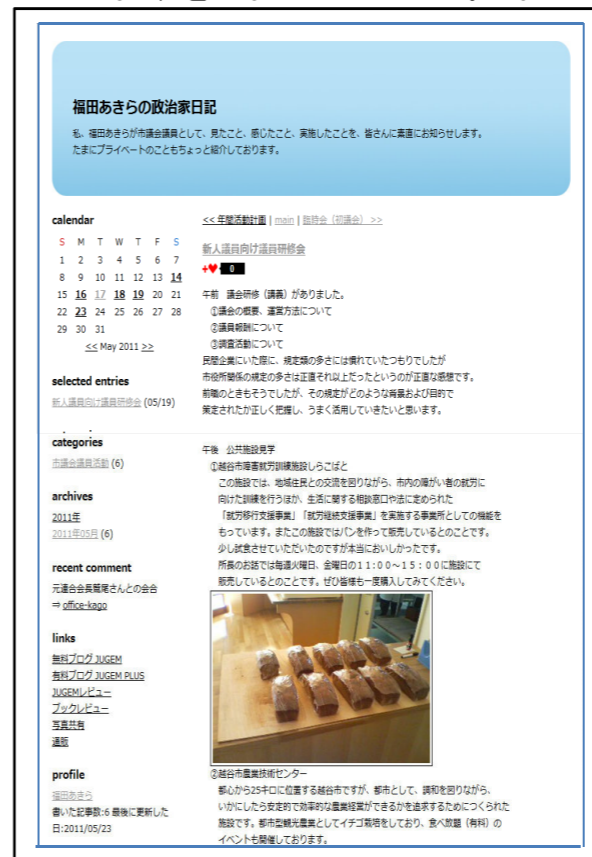 福田あきらの政治家日記
私、福田あきらが市議会議員として、見たこと、感じたこと、実施したことを、皆さんに素直にお知らせします。
たまにプライベートのこともちょっと紹介しております。
calendar
S M T W T F S
1 2 3 4 5 6 7
8 9 10 11 12 13 14
15 16 17 18 19 20 21
22 23 24 25 26 27 28
29 30 31
<< May 2011 >>
selected entries
新人議員向け議員研修会 (05/19)
categories
市議会議員活動 (6)
archives
2011年
2011年05月 (6)
recent comment
元連合会長鷲尾さんとの会合
⇒ office-kago
links
無料ブログ JUGEM
有料ブログ JUGEM PLUS
JUGEMレビュー
ブックレビュー
写真共有
通販
profile
福田あきら
書いた記事数:6 最後に更新した
日:2011/05/23
<< 年間活動計画 | main | 臨時会（初議会） >>
新人議員向け議員研修会
+♥ 0
午前　議会研修（講義）がありました。
①議会の概要、運営方法について
②議員報酬について
③調査活動について
民間企業にいた際に、規定類の多さには慣れていたつもりでしたが
市役所関係の規定の多さは正直それ以上だったというのが正直な感想です。
前職のときもそうでしたが、その規定がどのような背景および目的で
策定されたか正しく把握し、うまく活用していきたいと思います。
午後　公共施設見学
①越谷市障害就労訓練施設しらこばと
この施設では、地域住民との交流を図りながら、市内の障がい者の就労に
向けた訓練を行うほか、生活に関する相談窓口や法に定められた
「就労移行支援事業」「就労継続支援事業」を実施する事業所としての機能を
もっています。またこの施設ではパンを作って販売しているとのことです。
少し試食させていただいたのですが本当においしかったです。
所長のお話では毎週火曜日、金曜日の１１:００～１５：００に施設にて
販売しているとのことです。ぜひ皆様も一度購入してみてください。
②越谷市農業技術センター
都心から25キロに位置する越谷市ですが、都市として、調和を図りながら、
いかにしたら安定的で効率的な農業経営ができるかを追求するためにつくられた
施設です。都市型観光農業としてイチゴ栽培をしており、食べ放題（有料）の
イベントも開催しております。